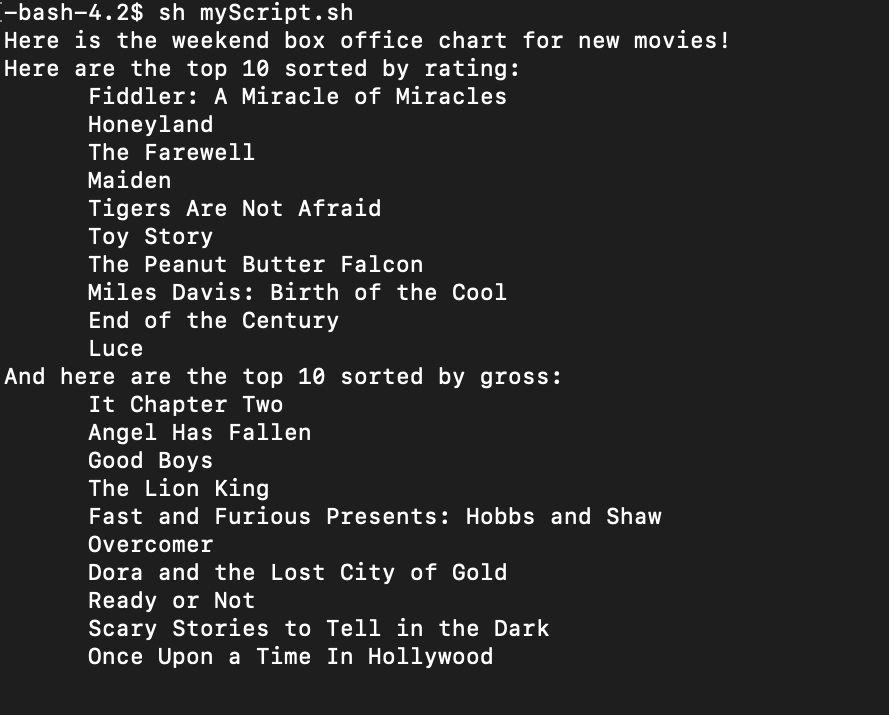 -bash-4.2$ sh myScript.sh
Here is the weekend box office chart for new movies!
Here are the top 10 sorted by rating:
Fiddler: A Miracle of Miracles
Honeyland
The Farewell
Maiden
Tigers Are Not Afraid
Toy Story
The Peanut Butter Falcon
Miles Davis: Birth of the Cool
End of the Century
Luce
And here are the top 10 sorted by gross:
It Chapter Two
Angel Has Fallen
Good Boys
The Lion King
Fast and Furious Presents: Hobbs and Shaw
Overcomer
Dora and the Lost City of Gold
Ready or Not
Scary Stories to Tell in the Dark
Once Upon a Time In Hollywood